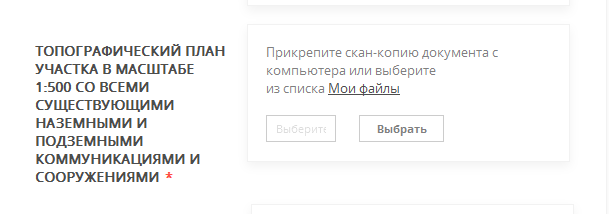 ТОПОГРАФИЧЕСКИЙ ПЛАН
УЧАСТКА В МАСШТАБЕ
1:500 СО ВСЕМИ
СУЩЕСТВУЮЩИМИ
НАЗЕМНЫМИ И
ПОДЗЕМНЫМИ
КОММУНИКАЦИЯМИ И
СООРУЖЕНИЯМИ *
Прикрепите скан-копию документа с
компьютера или выберите
из списка Мои файлы
Выберите
Выбрать